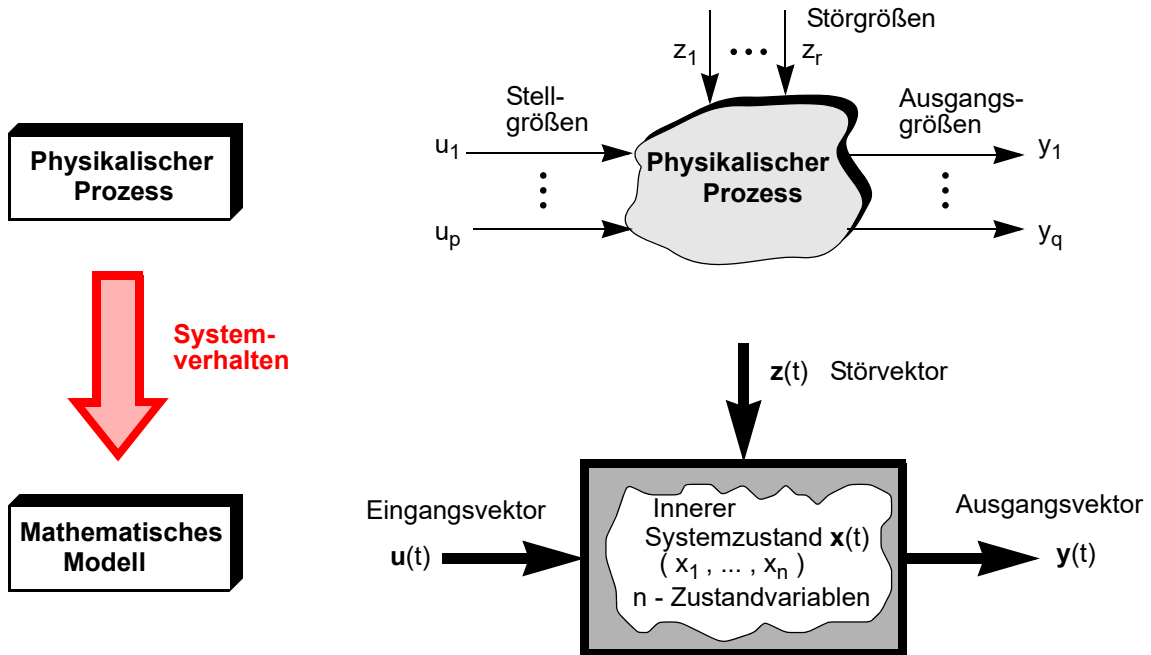 Störgrößen
z1 ... zr
Stell-
größen
Ausgangs-
größen
Physikalischer
Prozess
u1
Physikalischer
Prozess
y1
up
yq
System-
verhalten
z(t) Störvektor
Mathematisches
Modell
Eingangsvektor
u(t)
Innerer
Systemzustand x(t)
( x1 , ... , xn )
n - Zustandvariablen
Ausgangsvektor
y(t)